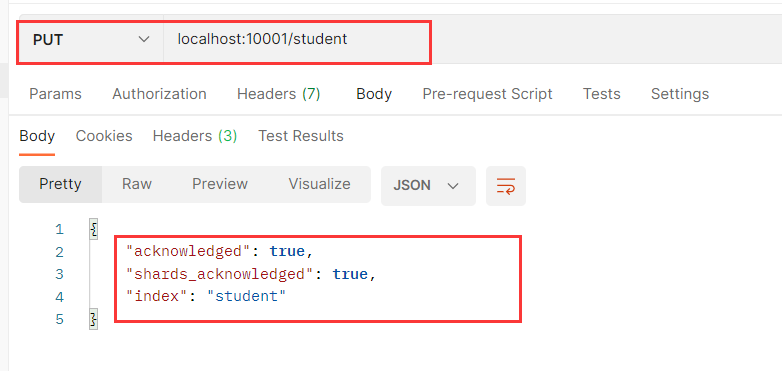 PUT localhost:10001/student
Params Authorization Headers (7) Body Pre-request Script Tests Settings
Body Cookies Headers (3) Test Results
Pretty Raw Preview Visualize JSON
1 {
2 "acknowledged": true,
3 "shards_acknowledged": true,
4 "index": "student"
5 }